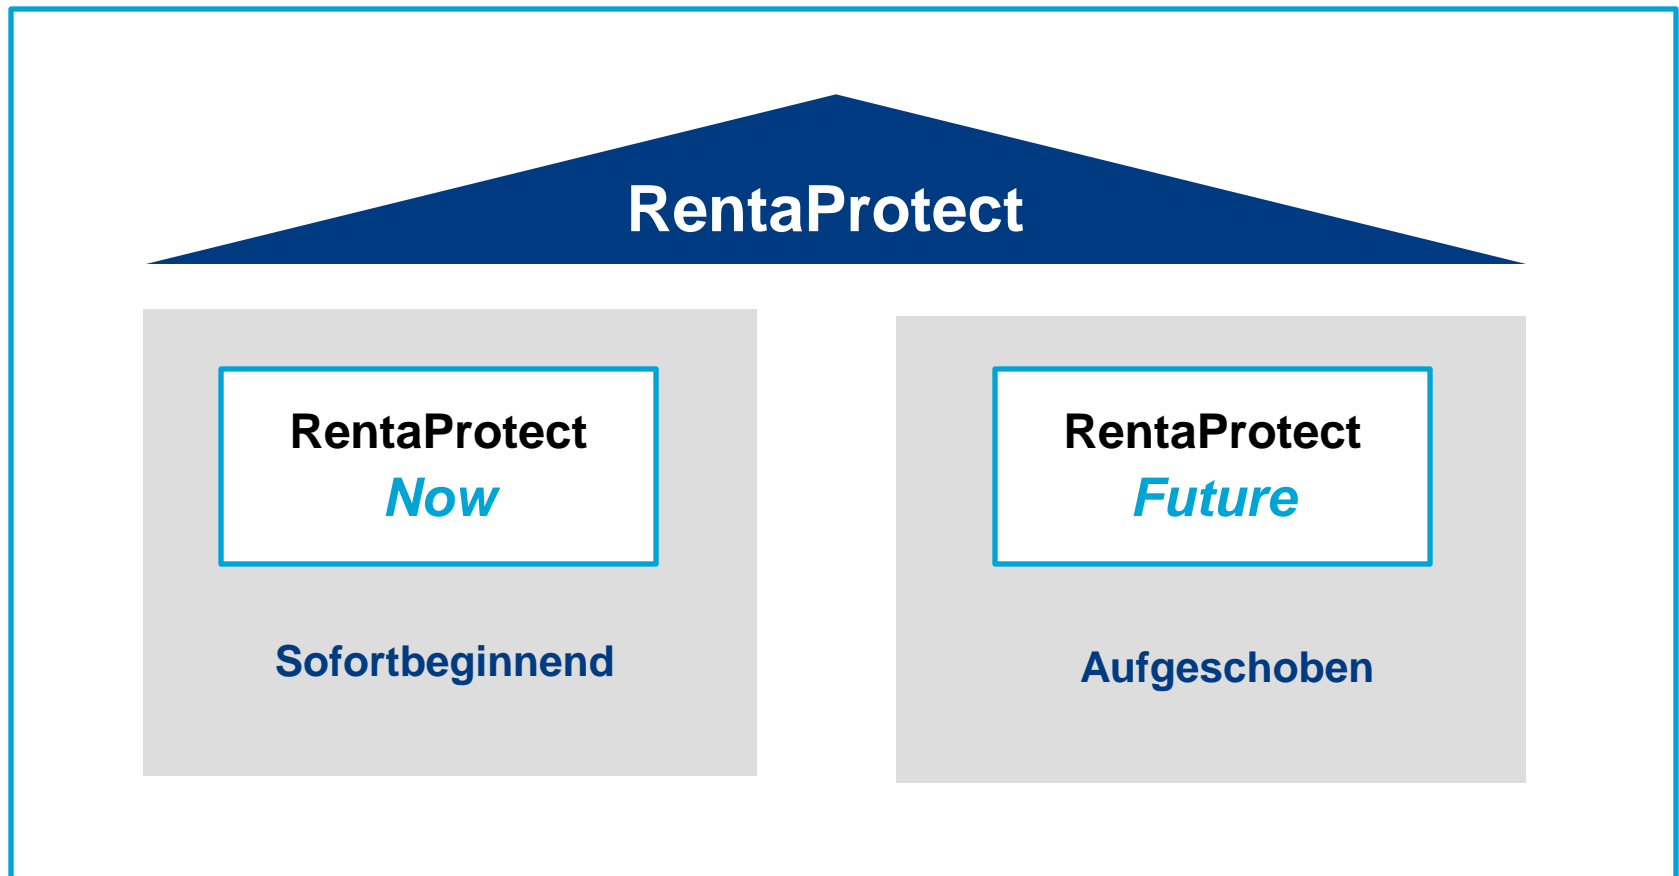 RentaProtect
RentaProtect
Now
Sofortbeginnend
RentaProtect
Future
Aufgeschoben